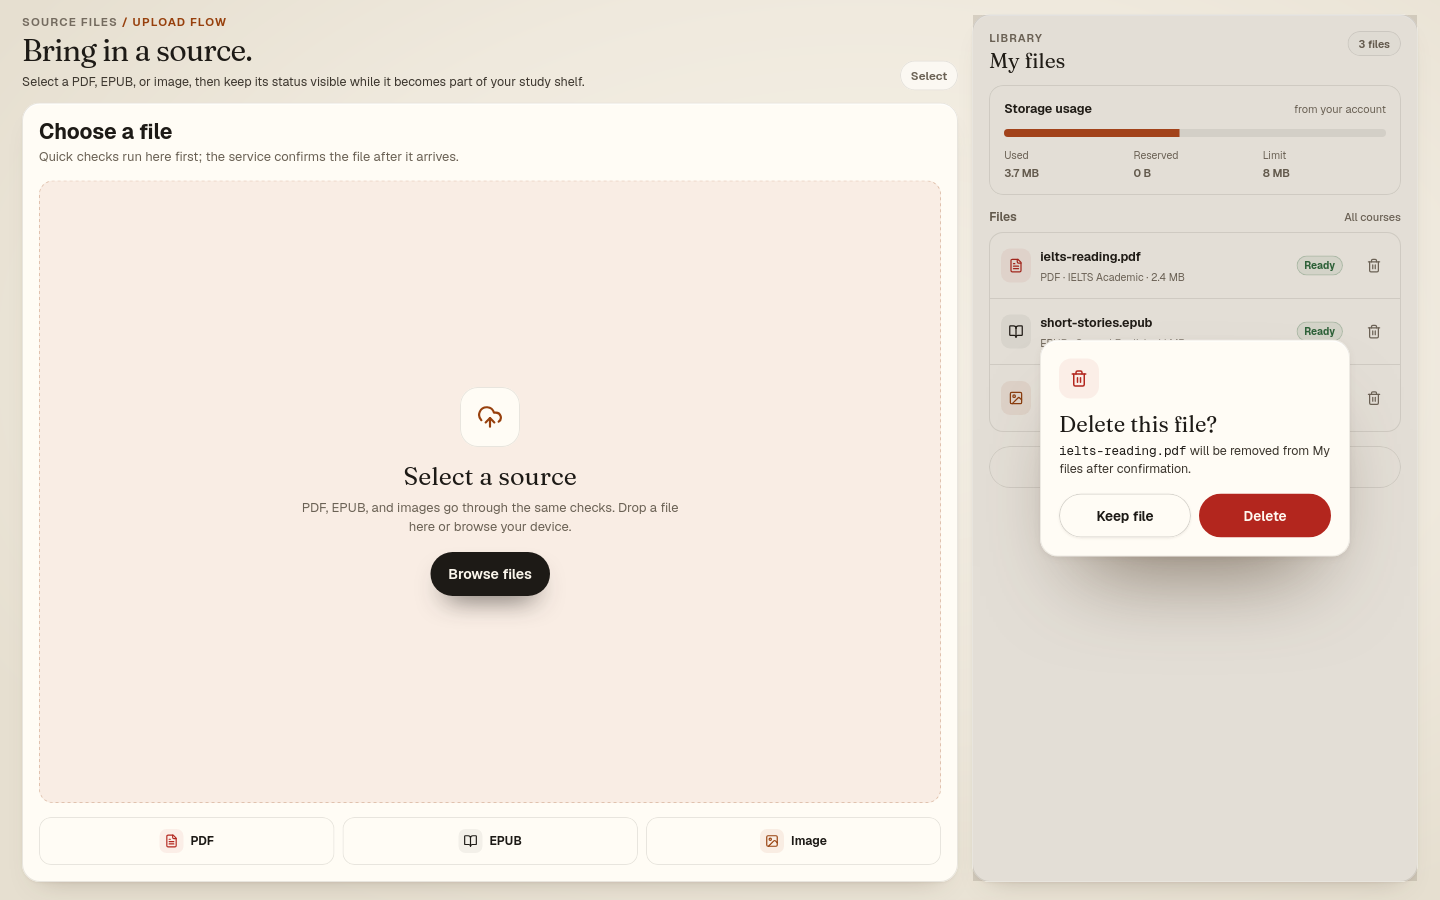 SOURCE FILES / UPLOAD FLOW
Bring in a source.
Select a PDF, EPUB, or image, then keep its status visible while it becomes part of your study shelf.
Select
Choose a file
Quick checks run here first; the service confirms the file after it arrives.
Select a source
PDF, EPUB, and images go through the same checks. Drop a file
here or browse your device.
Browse files
PDF
EPUB
Image
LIBRARY
My files
3 files
Storage usage
from your account
Used
Reserved
Limit
3.7 MB
0 B
8 MB
Files
All courses
ielts-reading.pdf
PDF · IELTS Academic · 2.4 MB
Ready
short-stories.epub
Ready
Delete this file?
ielts-reading.pdf will be removed from My
files after confirmation.
Keep file
Delete